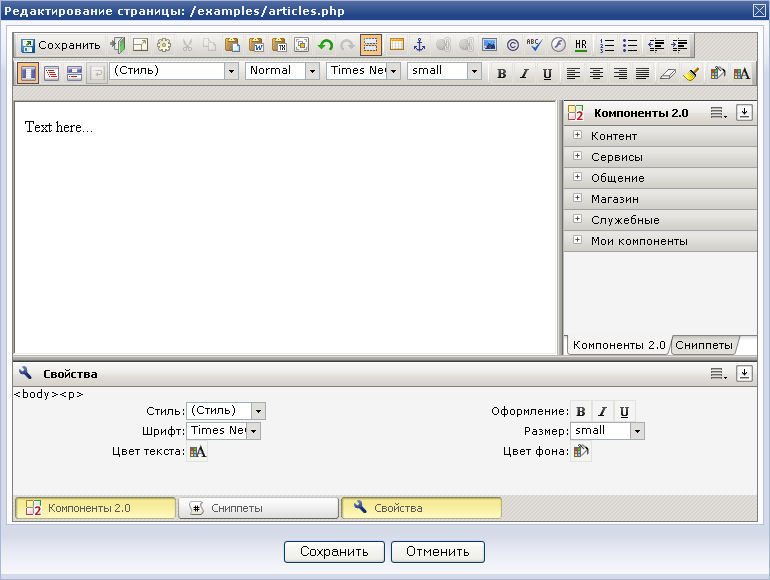 Редактирование страницы: /examples/articles.php
Сохранить
ABC HR
(Стиль) Normal Times Ne small B I U A
Text here...
Компоненты 2.0
Контент
Сервисы
Общение
Магазин
Служебные
Мои компоненты
Компоненты 2.0 Сниппеты
Свойства
<body><p>
Стиль: (Стиль) Оформление: B I U
Шрифт: Times Ne Размер: small
Цвет текста: A Цвет фона:
Компоненты 2.0 # Сниппеты Свойства
Сохранить Отменить